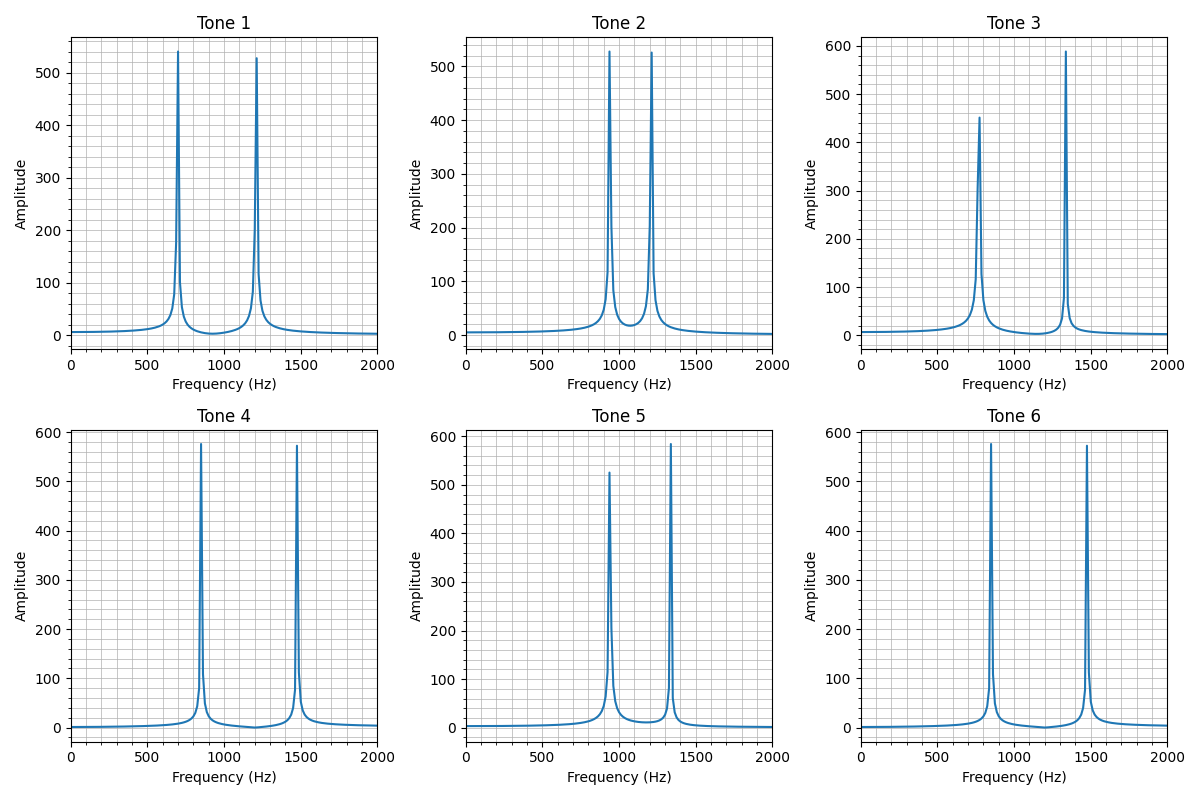 Tone 1 Tone 2 Tone 3
Amplitude Amplitude Amplitude
500 500 600
400 400 500
300 300 400
200 200 300
100 100 200
0 0 100
0
0 500 1000 1500 2000 0 500 1000 1500 2000 0 500 1000 1500 2000
Frequency (Hz) Frequency (Hz) Frequency (Hz)
Tone 4 Tone 5 Tone 6
Amplitude Amplitude Amplitude
600 600 600
500 500 500
400 400 400
300 300 300
200 200 200
100 100 100
0 0 0
0 500 1000 1500 2000 0 500 1000 1500 2000 0 500 1000 1500 2000
Frequency (Hz) Frequency (Hz) Frequency (Hz)